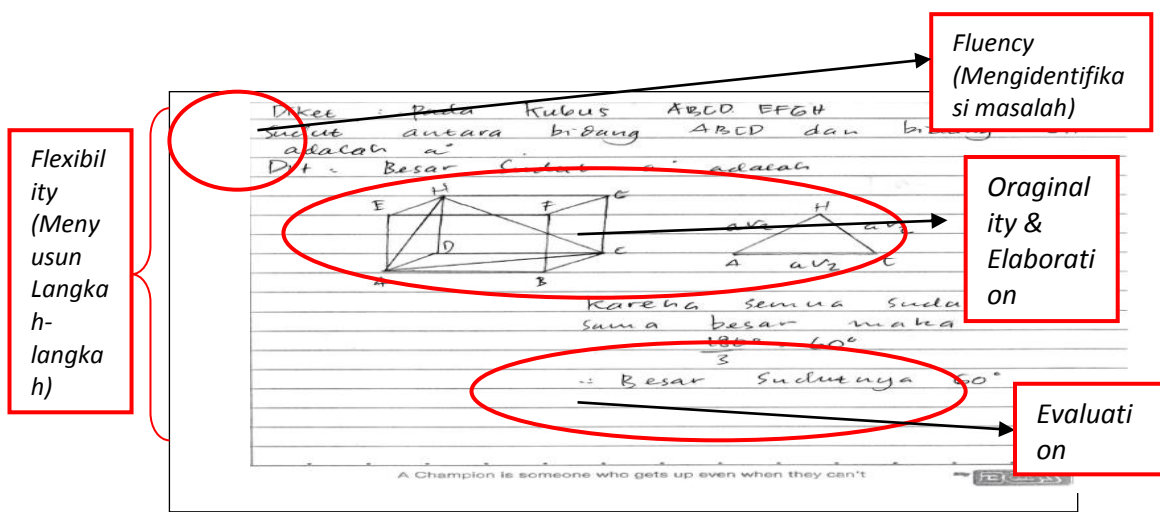 Fluency
(Mengidentifika
si masalah)
Flexibil
ity
(Meny
usun
Langka
h-
langka
h)
Diket : Pada Kubus ABCD EFGH
Sudut antara bidang ABCD dan
adalah a°
Dit : Besar Sudut a° adalah
H G
E F
D C
A B
H
a√2 a√2
A a√2 C
Oraginal
ity &
Elaborati
on
Karena semua
sama besar maka
180° 60°
3
∴ Besar Sudutnya 60°
Evaluati
on
A Champion is someone who gets up even when they can't